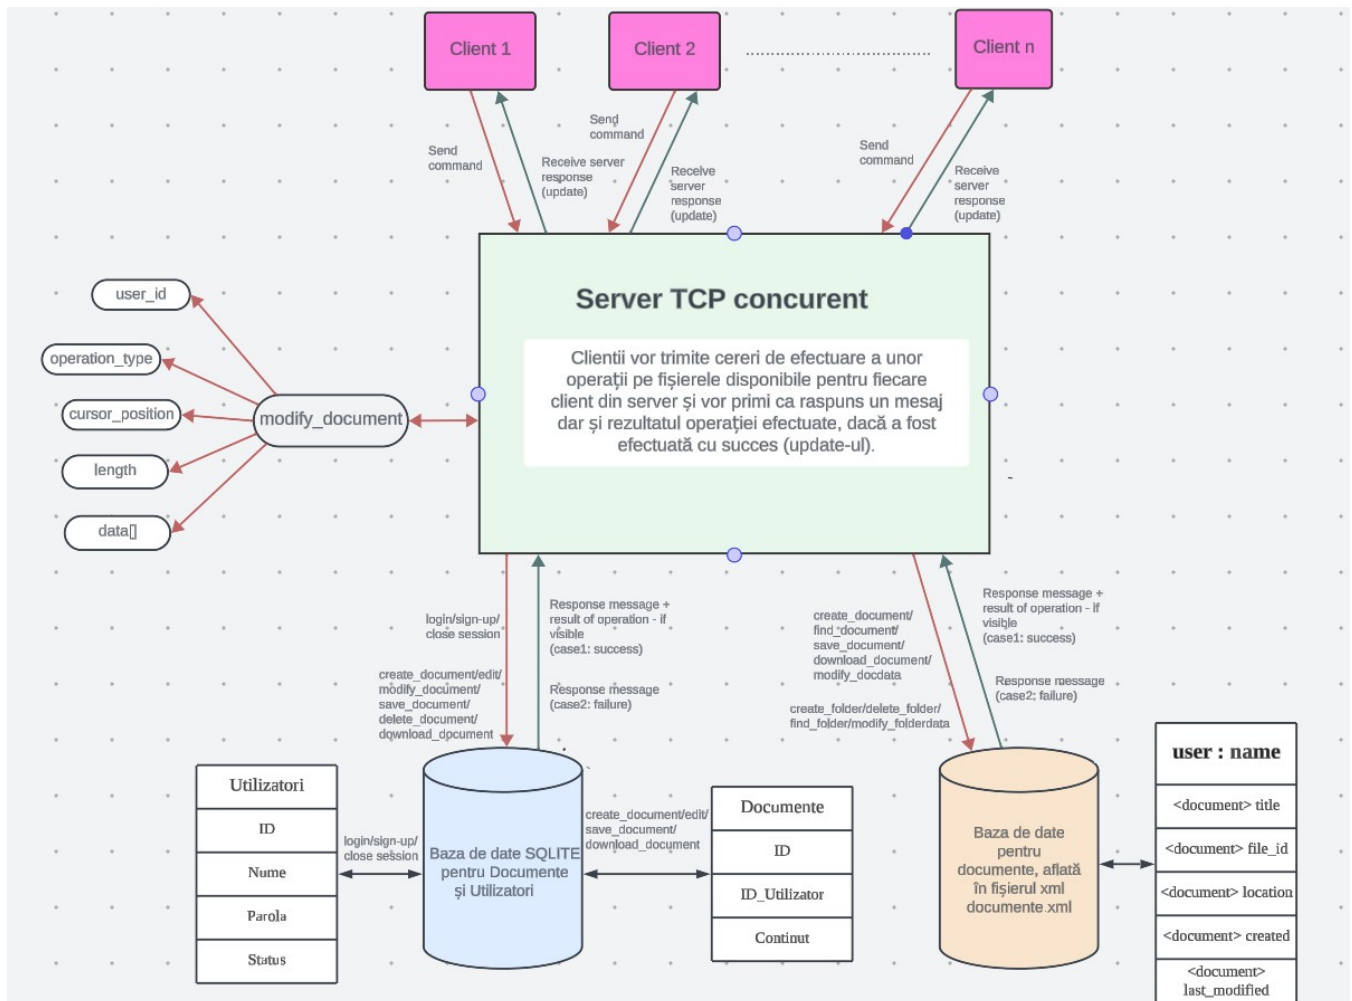 Client 1
Client 2
Client n
Send
command
Receive server
response
(update)
Send
command
Receive
server
response
(update)
Send
command
Receive
server
response
(update)
Server TCP concurent
Clientii vor trimite cereri de efectuare a unor
operații pe fișierele disponibile pentru fiecare
client din server și vor primi ca raspuns un mesaj
dar și rezultatul operației efectuate, dacă a fost
efectuată cu succes (update-ul).
user_id
operation_type
cursor_position
length
data[]
modify_document
login/sign-up/
close session
create_document/edit/
modify_document/
save_document/
delete_document/
download_document
Response message +
result of operation - if
visible
(case1: success)
Response message
(case2: failure)
create_document/
find_document/
save_document/
download_document/
modify_docdata
create_folder/delete_folder/
find_folder/modify_folderdata
Response message +
result of operation - if
visible
(case1: success)
Response message
(case2: failure)
Utilizatori
ID
Nume
Parola
Status
login/sign-up/
close session
Baza de date SQLITE
pentru Documente
și Utilizatori
create_document/edit/
save_document/
download_document
Documente
ID
ID_Utilizator
Continut
Baza de date
pentru
documente, aflată
în fișierul xml
documente.xml
user : name
<document> title
<document> file_id
<document> location
<document> created
<document>
last_modified